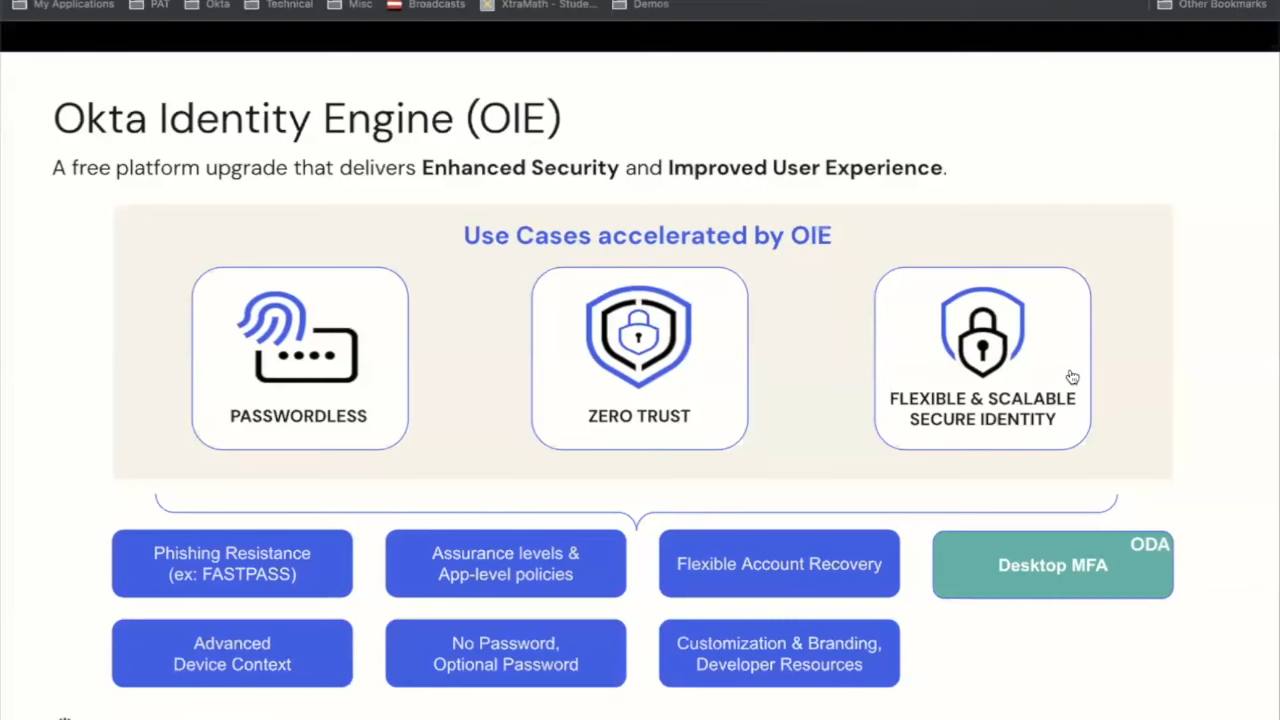 My Applications PAT Okta Technical Misc Broadcasts XtraMath - Stude... Demos Other Bookmarks
Okta Identity Engine (OIE)
A free platform upgrade that delivers Enhanced Security and Improved User Experience.
Use Cases accelerated by OIE
PASSWORDLESS
ZERO TRUST
FLEXIBLE & SCALABLE
SECURE IDENTITY
Phishing Resistance
(ex: FASTPASS)
Assurance levels &
App-level policies
Flexible Account Recovery
ODA
Desktop MFA
Advanced
Device Context
No Password,
Optional Password
Customization & Branding,
Developer Resources